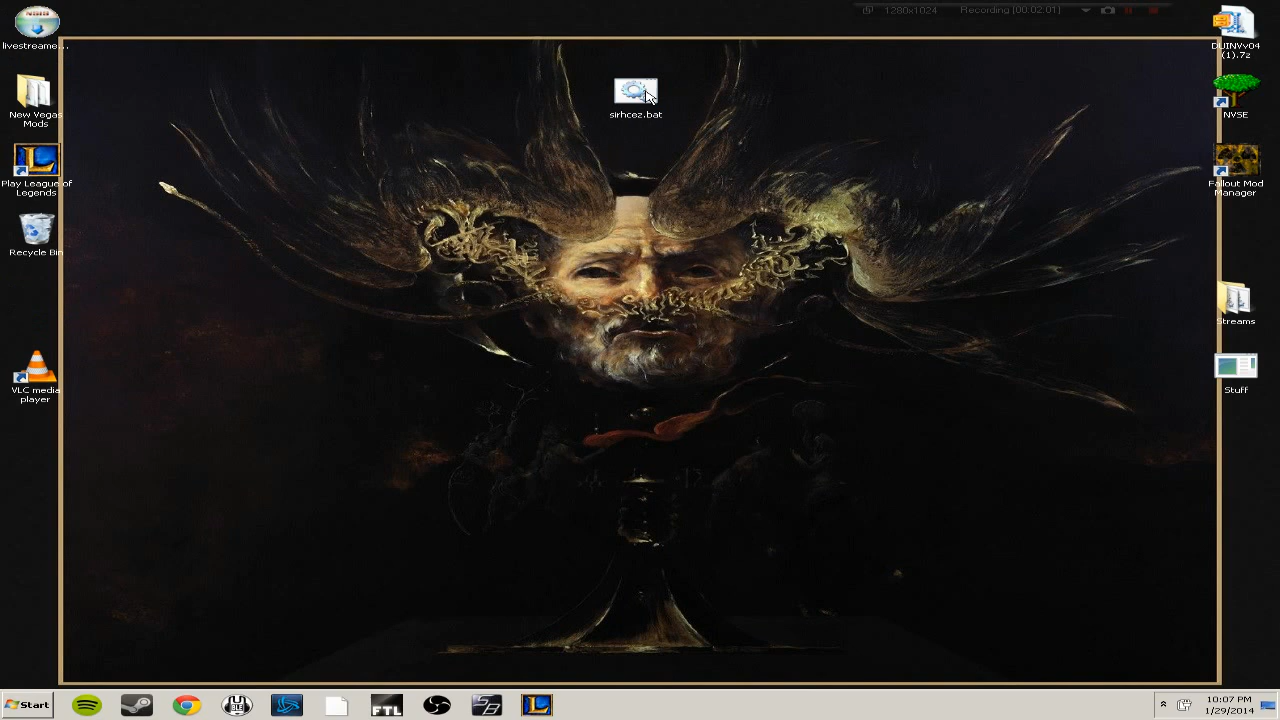 1280x1024 Recording [00:02:01]
livestreame...
New Vegas
Mods
Play League of
Legends
Recycle Bin
VLC media
player
sirhcez.bat
DUINVv04
(1).7z
NVSE
Fallout Mod
Manager
Streams
Stuff
Start
FTL
10:07 PM
1/29/2014